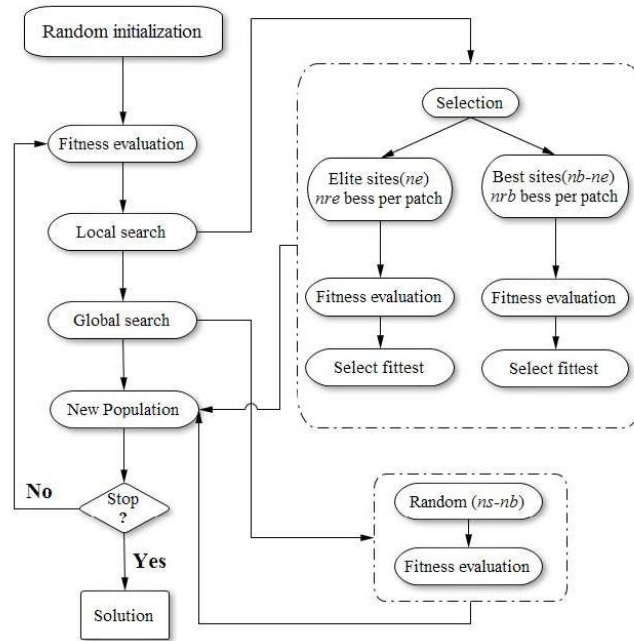 Random initialization
Fitness evaluation
Local search
Global search
New Population
Stop
?
No
Yes
Solution
Selection
Elite sites(ne)
nre bess per patch
Best sites(nb-ne)
nrb bess per patch
Fitness evaluation
Fitness evaluation
Select fittest
Select fittest
Random (ns-nb)
Fitness evaluation